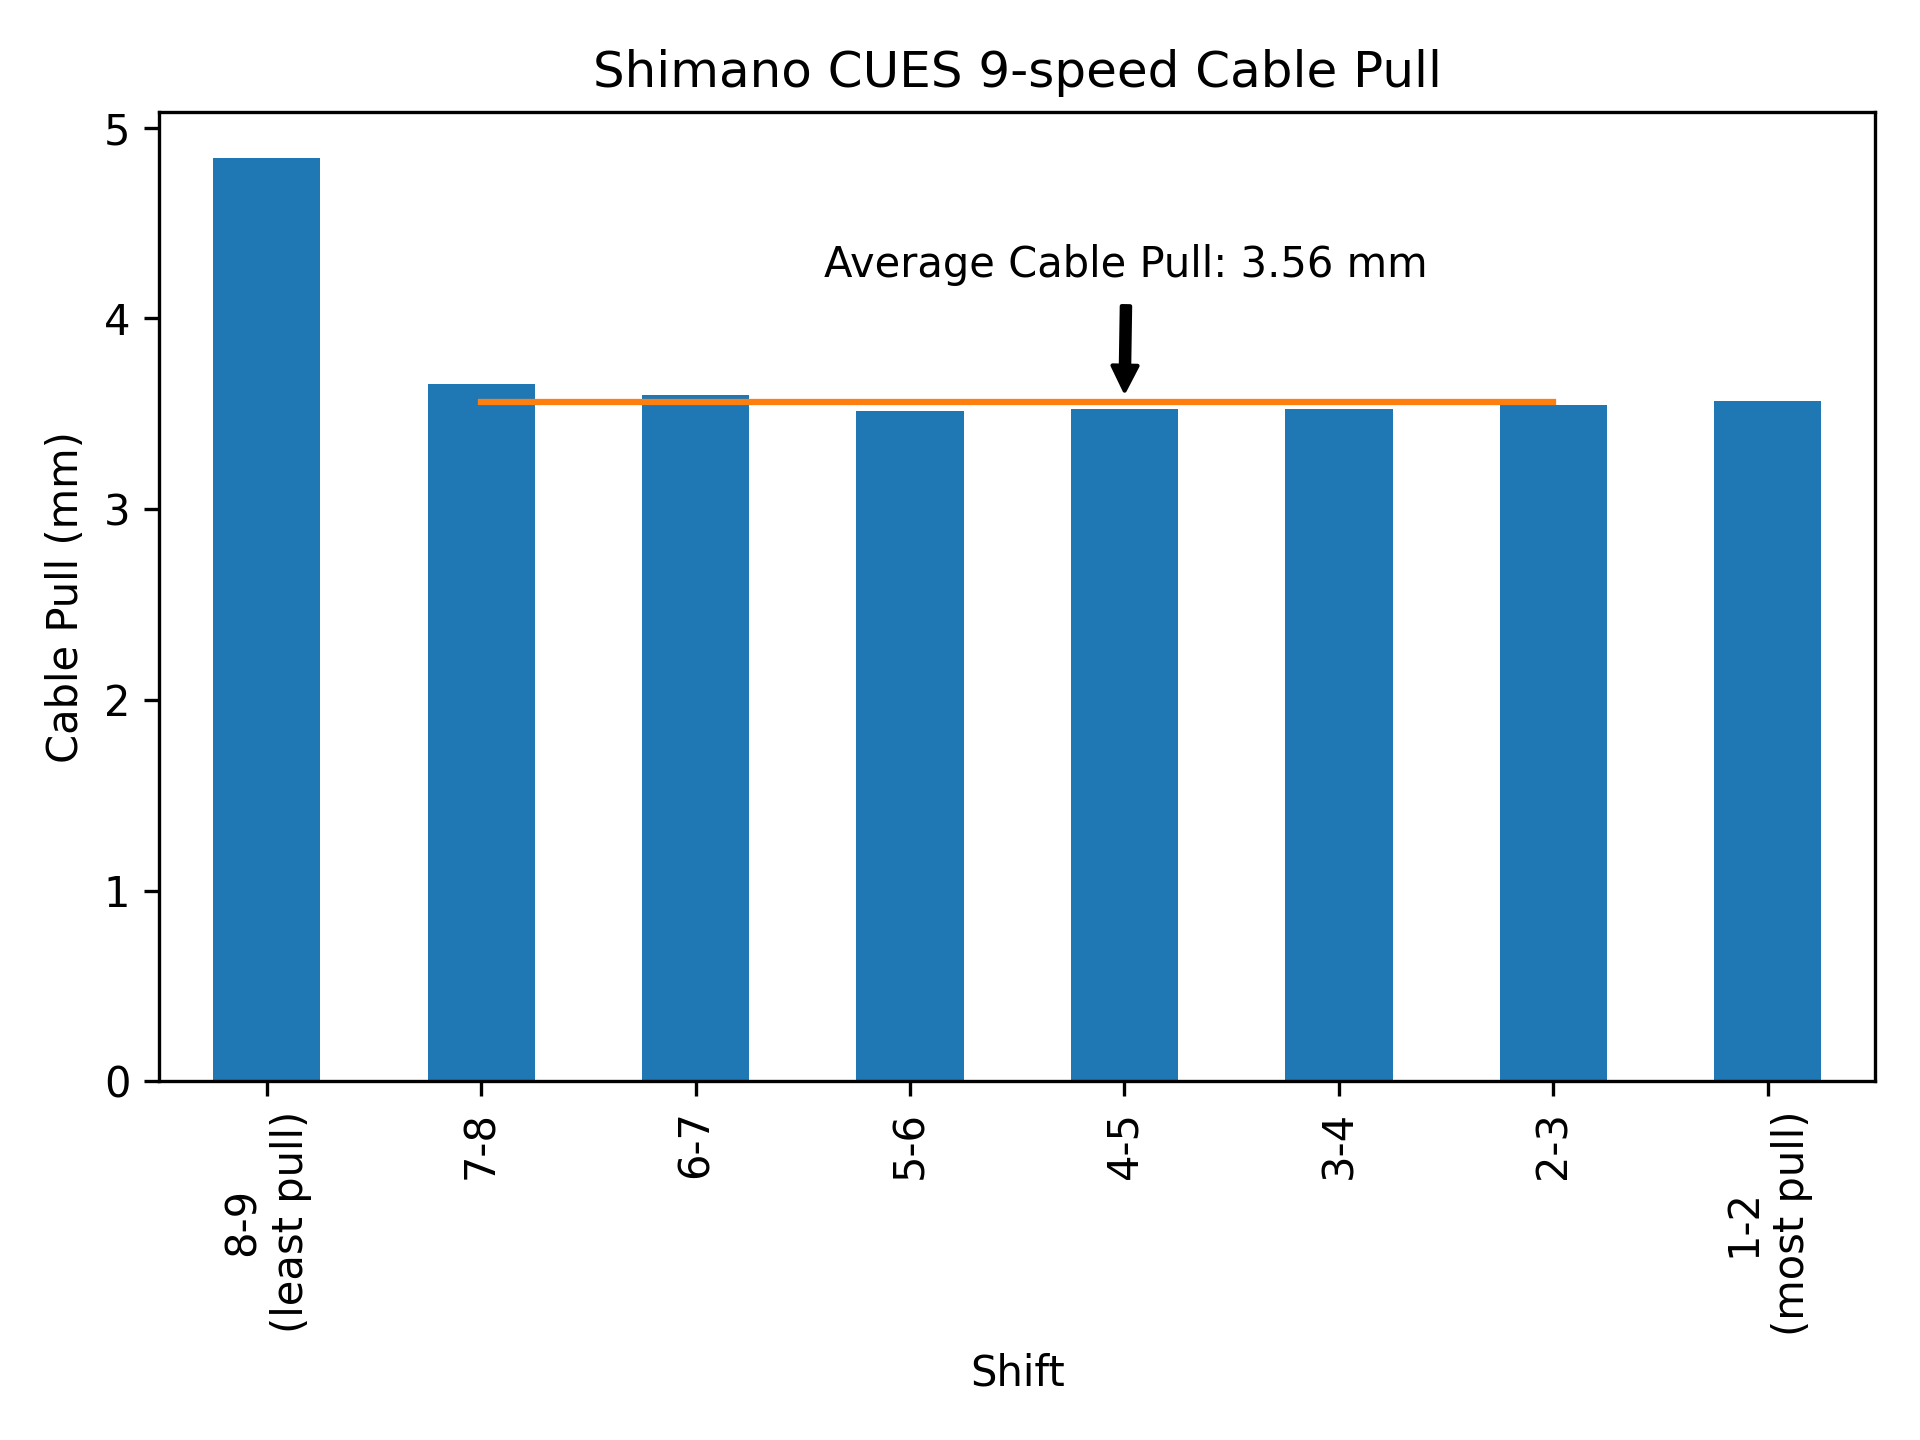 Shimano CUES 9-speed Cable Pull
Cable Pull (mm)
5
4
3
2
1
0
Average Cable Pull: 3.56 mm
8-9
(least pull)
7-8
6-7
5-6
4-5
3-4
2-3
1-2
(most pull)
Shift